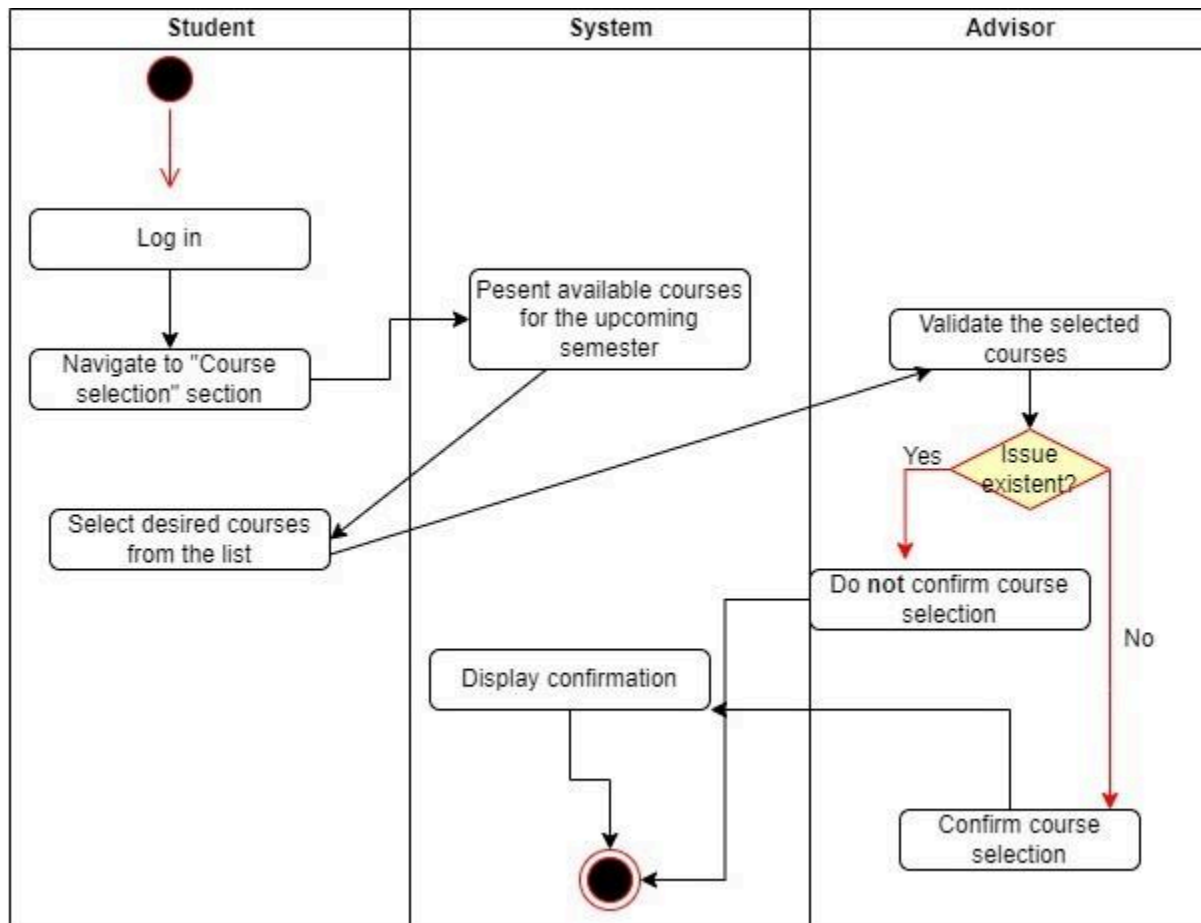 Student
System
Advisor
Log in
Pesent available courses
for the upcoming
semester
Validate the selected
courses
Navigate to "Course
selection" section
Yes
Issue
existent?
Select desired courses
from the list
Do not confirm course
selection
No
Display confirmation
Confirm course
selection